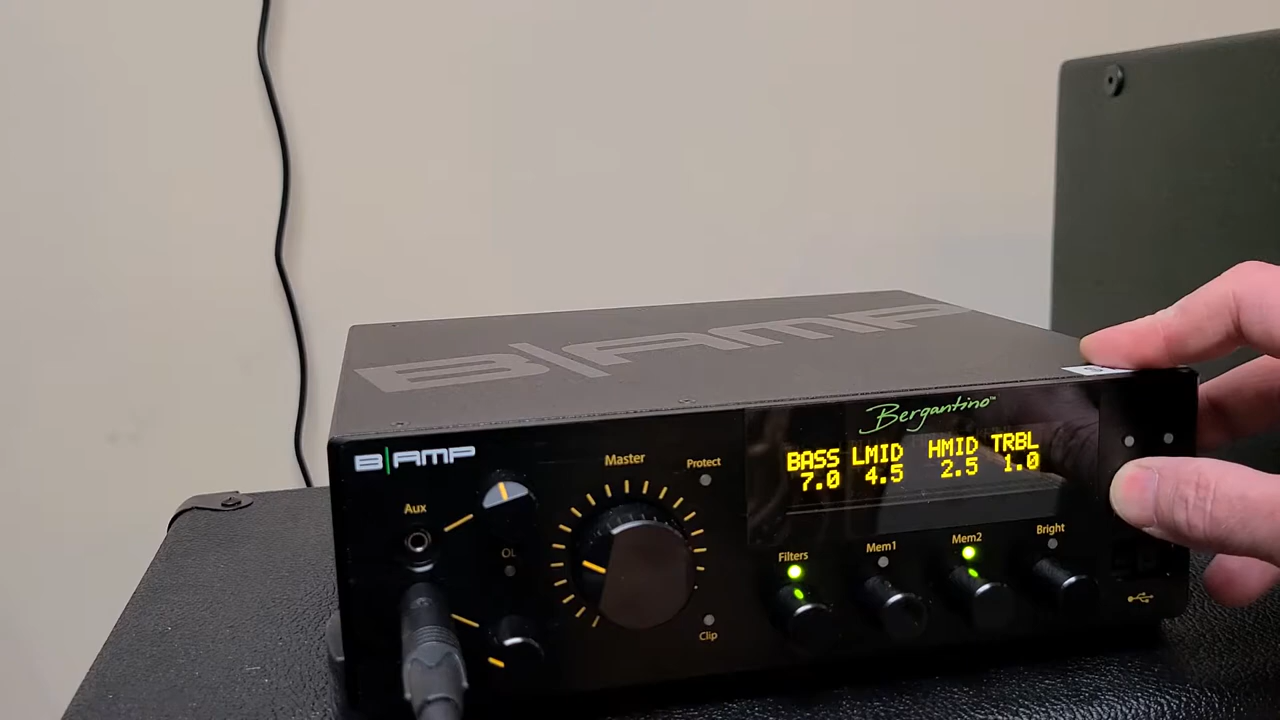 B|AMP
Bergantino™
B|AMP
Aux
OL
Master
Protect
Clip
BASS LMID HMID TRBL
7.0 4.5 2.5 1.0
Filters
Mem1
Mem2
Bright